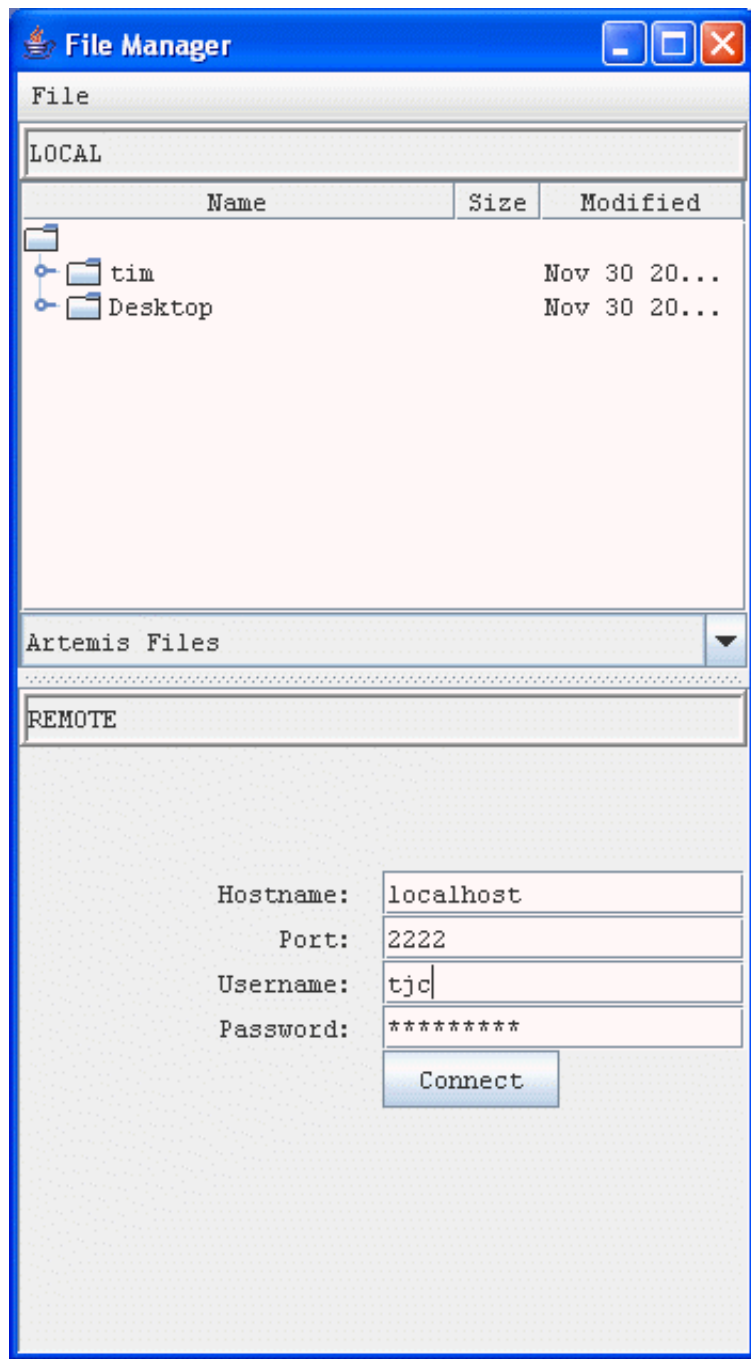 File Manager
File
LOCAL
Name Size Modified
tim Nov 30 20...
Desktop Nov 30 20...
Artemis Files
REMOTE
Hostname: localhost
Port: 2222
Username: tjc
Password: *********
Connect